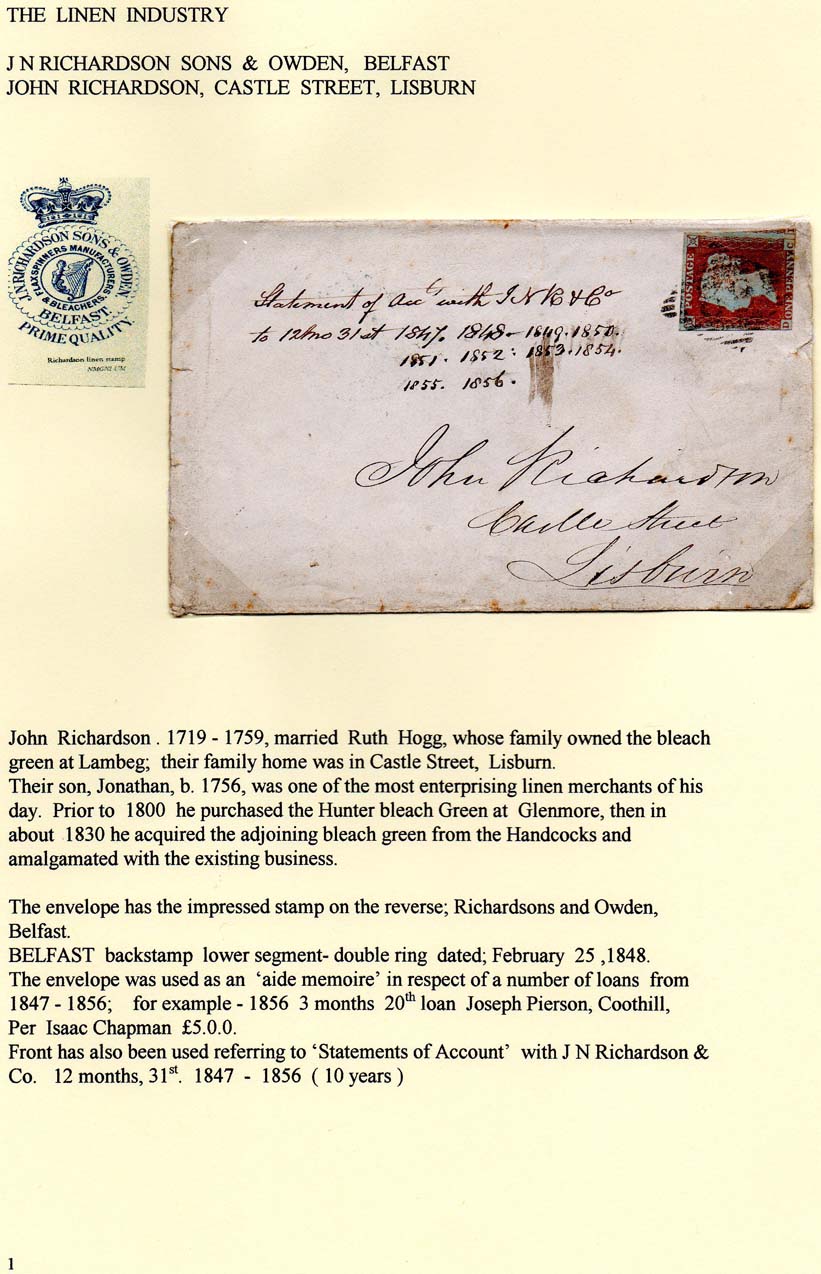 THE LINEN INDUSTRY
J N RICHARDSON SONS & OWDEN, BELFAST
JOHN RICHARDSON, CASTLE STREET, LISBURN
J.N. RICHARDSON SONS & OWDEN,
FLAXSPINNERS MANUFACTURERS
& BLEACHERS.
BELFAST.
PRIME QUALITY.
Richardson linen stamp
NMGNI UM
Statement of Acct with J N R & Co
to 12mo 31st 1847. 1848 - 1849. 1850.
1851. 1852: 1853. 1854.
1855. 1856.
POSTAGE
ONE PENNY
John Richardson
Castle Street
Lisburn
John Richardson . 1719 - 1759, married Ruth Hogg, whose family owned the bleach
green at Lambeg; their family home was in Castle Street, Lisburn.
Their son, Jonathan, b. 1756, was one of the most enterprising linen merchants of his
day. Prior to 1800 he purchased the Hunter bleach Green at Glenmore, then in
about 1830 he acquired the adjoining bleach green from the Handcocks and
amalgamated with the existing business.
The envelope has the impressed stamp on the reverse; Richardsons and Owden,
Belfast.
BELFAST backstamp lower segment- double ring dated; February 25 ,1848.
The envelope was used as an ‘aide memoire’ in respect of a number of loans from
1847 - 1856; for example - 1856 3 months 20th loan Joseph Pierson, Coothill,
Per Isaac Chapman £5.0.0.
Front has also been used referring to ‘Statements of Account’ with J N Richardson &
Co. 12 months, 31st. 1847 - 1856 ( 10 years )
1